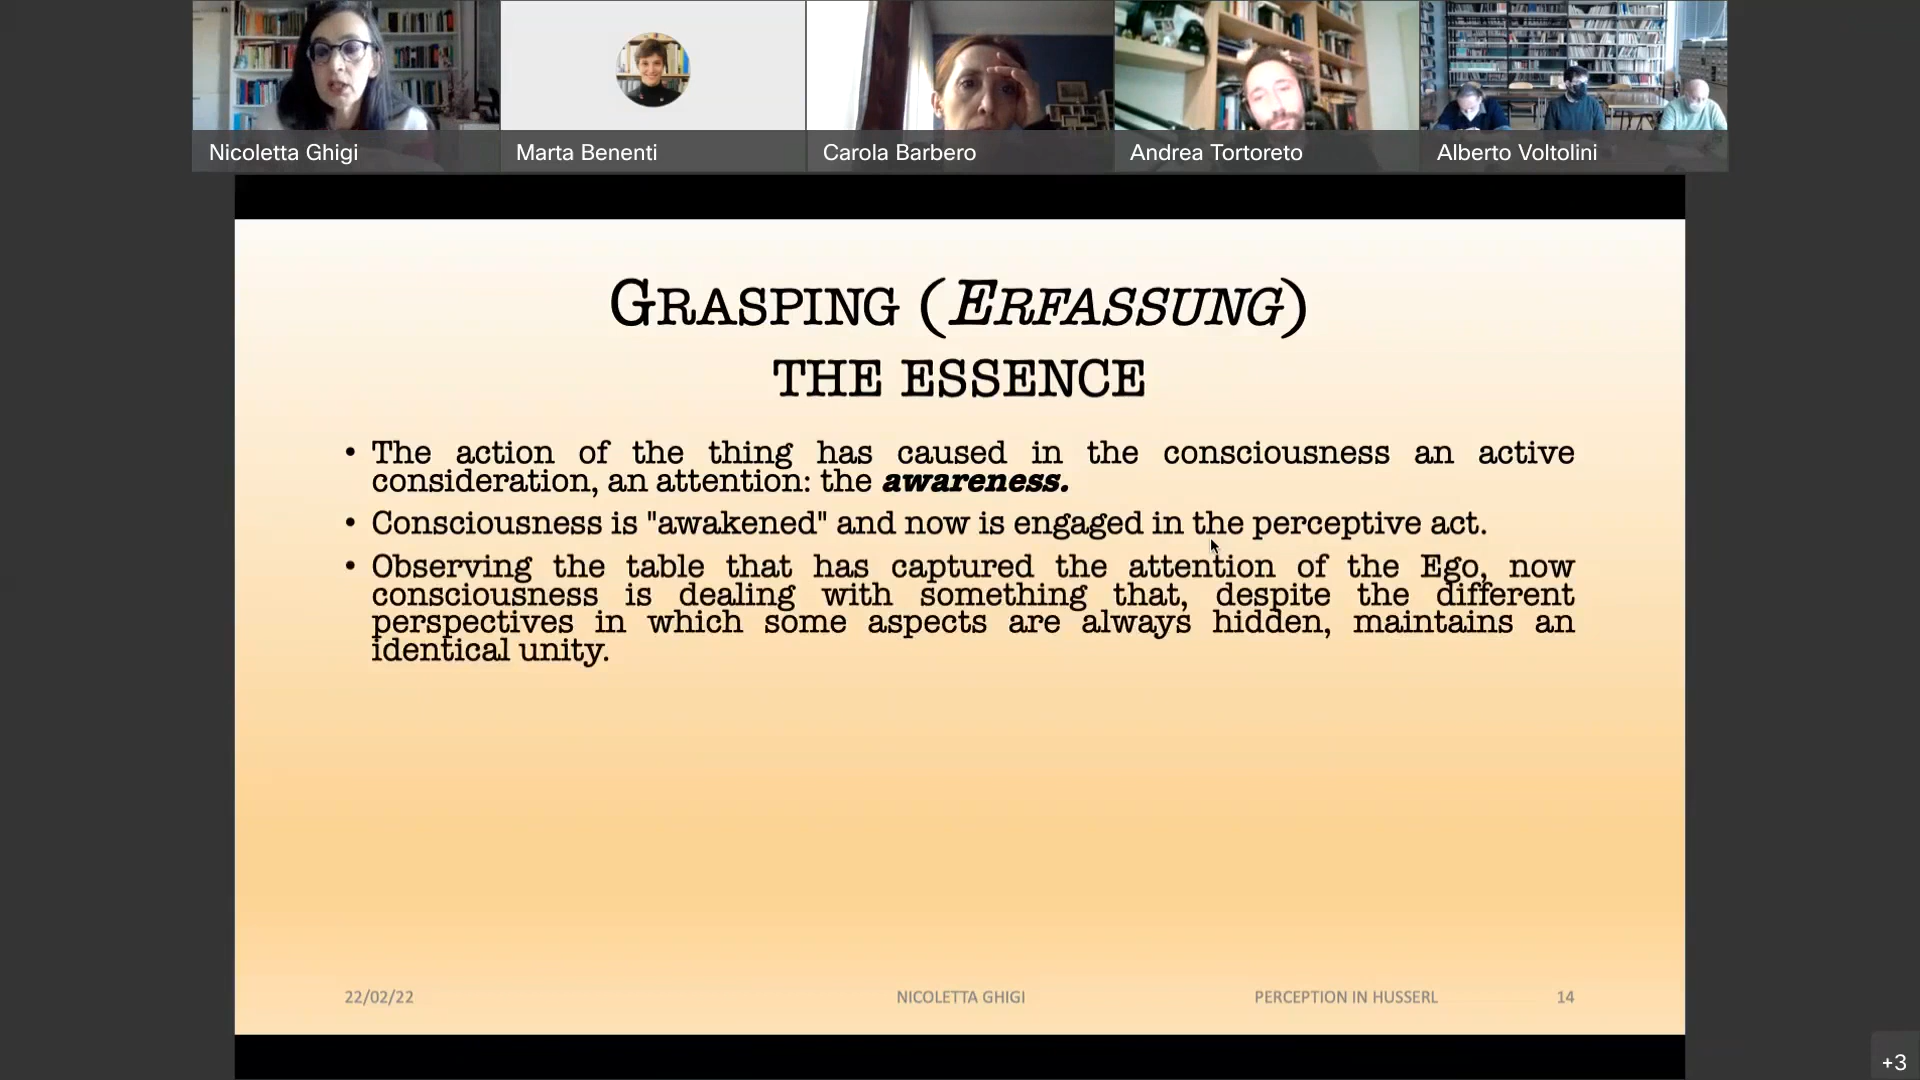 Nicoletta Ghigi
Marta Benenti
Carola Barbero
Andrea Tortoreto
Alberto Voltolini
GRASPING (ERFASSUNG)
THE ESSENCE
• The action of the thing has caused in the consciousness an active
consideration, an attention: the awareness.
• Consciousness is "awakened" and now is engaged in the perceptive act.
• Observing the table that has captured the attention of the Ego, now
consciousness is dealing with something that, despite the different
perspectives in which some aspects are always hidden, maintains an
identical unity.
22/02/22
NICOLETTA GHIGI
PERCEPTION IN HUSSERL
14
+3